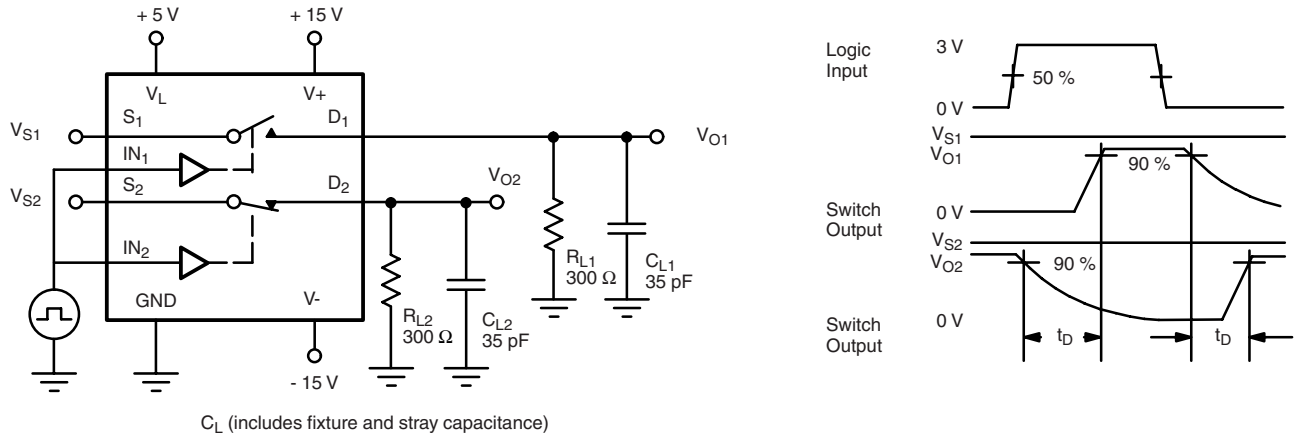 + 5 V
+ 15 V
V_L
V+
V_S1
S_1
D_1
V_O1
IN_1
V_S2
S_2
D_2
V_O2
IN_2
GND
V-
R_L1
300 Ω
C_L1
35 pF
R_L2
300 Ω
C_L2
35 pF
- 15 V
C_L (includes fixture and stray capacitance)
Logic
Input
3 V
50 %
0 V
V_S1
V_O1
90 %
Switch
Output
0 V
V_S2
V_O2
90 %
Switch
Output
0 V
t_D
t_D